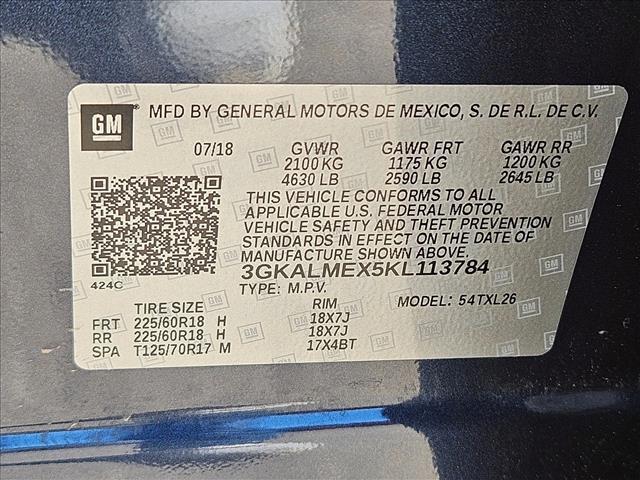 GM MFD BY GENERAL MOTORS DE MEXICO, S. DE R.L. DE C.V.
07/18 GVWR GAWR FRT GAWR RR
2100 KG 1175 KG 1200 KG
4630 LB 2590 LB 2645 LB
THIS VEHICLE CONFORMS TO ALL
APPLICABLE U.S. FEDERAL MOTOR
VEHICLE SAFETY AND THEFT PREVENTION
STANDARDS IN EFFECT ON THE DATE OF
MANUFACTURE SHOWN ABOVE.
3GKALMEX5KL113784
424C TYPE: M.P.V. MODEL: 54TXL26
TIRE SIZE RIM
FRT 225/60R18 H 18X7J
RR 225/60R18 H 18X7J
SPA T125/70R17 M 17X4BT